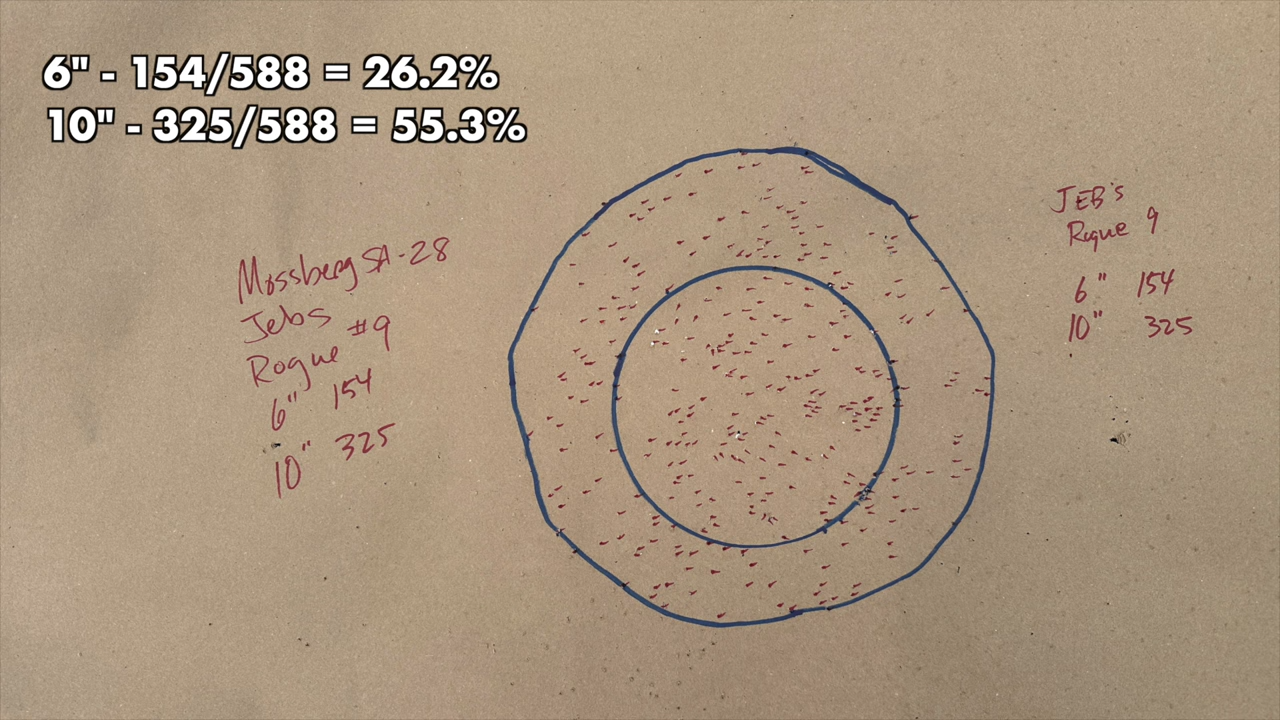 6" - 154/588 = 26.2%
10" - 325/588 = 55.3%
Mossberg SA-28
Jebs
Rogue #9
6" 154
10" 325
JEB's
Rogue 9
6" 154
10" 325